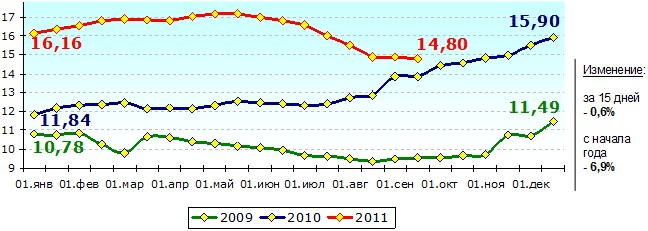 17
16
15
14
13
12
11
10
9
16,16
11,84
10,78
14,80
15,90
11,49
01.янв 01.фев 01.мар 01.апр 01.май 01.июн 01.июл 01.авг 01.сен 01.окт 01.ноя 01.дек
2009 2010 2011
Изменение:
за 15 дней
- 0,6%
с начала
года
- 6,9%